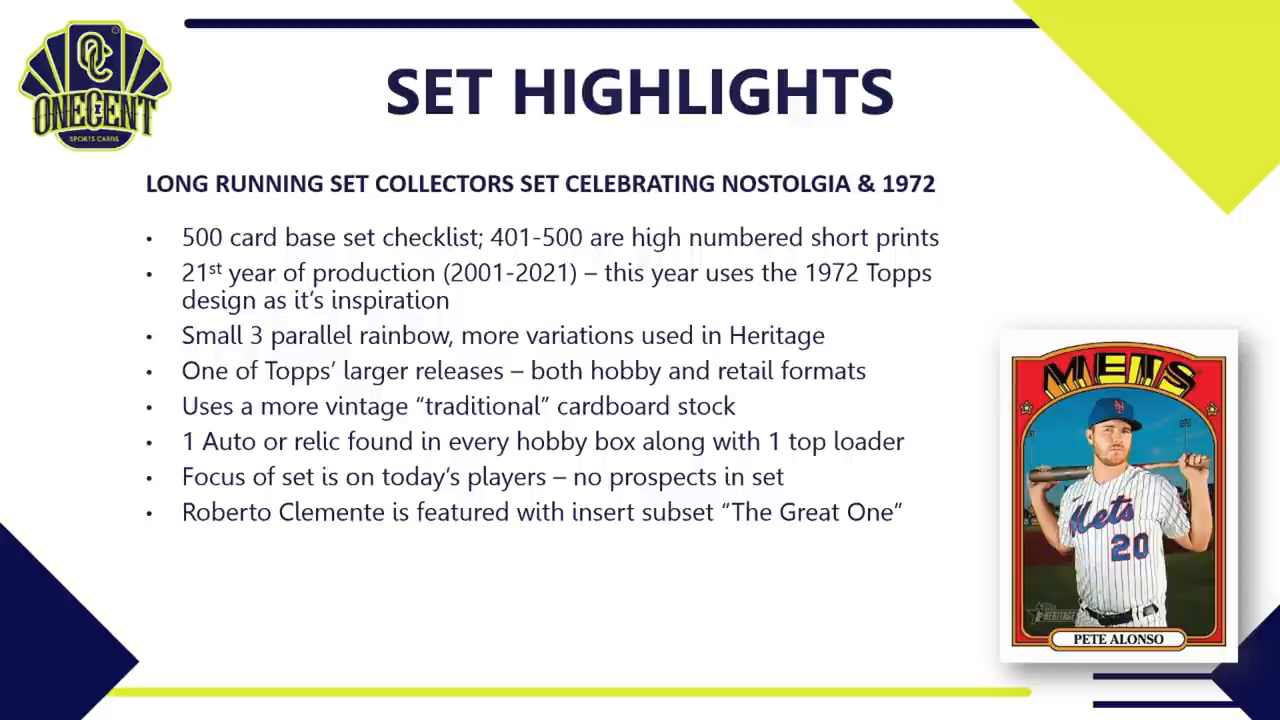 OC
ONECENT
SPORTS CARDS
SET HIGHLIGHTS
LONG RUNNING SET COLLECTORS SET CELEBRATING NOSTOLGIA & 1972
• 500 card base set checklist; 401-500 are high numbered short prints
• 21st year of production (2001-2021) – this year uses the 1972 Topps
design as it’s inspiration
• Small 3 parallel rainbow, more variations used in Heritage
• One of Topps’ larger releases – both hobby and retail formats
• Uses a more vintage “traditional” cardboard stock
• 1 Auto or relic found in every hobby box along with 1 top loader
• Focus of set is on today’s players – no prospects in set
• Roberto Clemente is featured with insert subset “The Great One”
METS
Mets
20
HERITAGE
PETE ALONSO